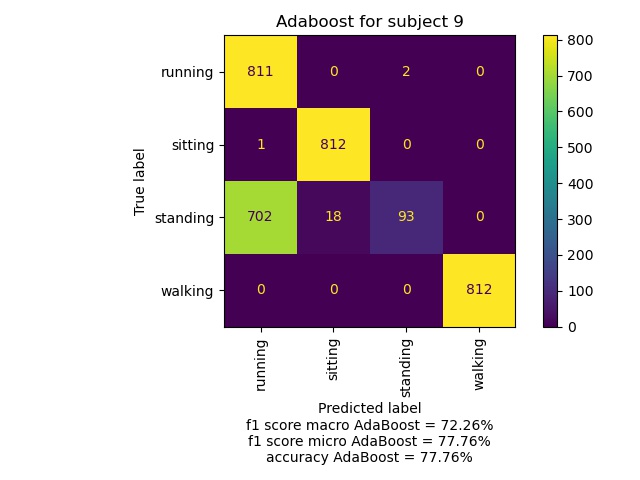 Adaboost for subject 9
running 811 0 2 0
sitting 1 812 0 0
standing 702 18 93 0
walking 0 0 0 812
True label
running sitting standing walking
Predicted label
f1 score macro AdaBoost = 72.26%
f1 score micro AdaBoost = 77.76%
accuracy AdaBoost = 77.76%
800
700
600
500
400
300
200
100
0